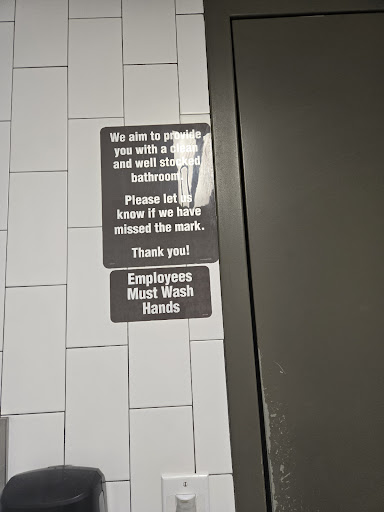 We aim to provide
you with a clean
and well stocked
bathroom.
Please let us
know if we have
missed the mark.
Thank you!
Employees
Must Wash
Hands